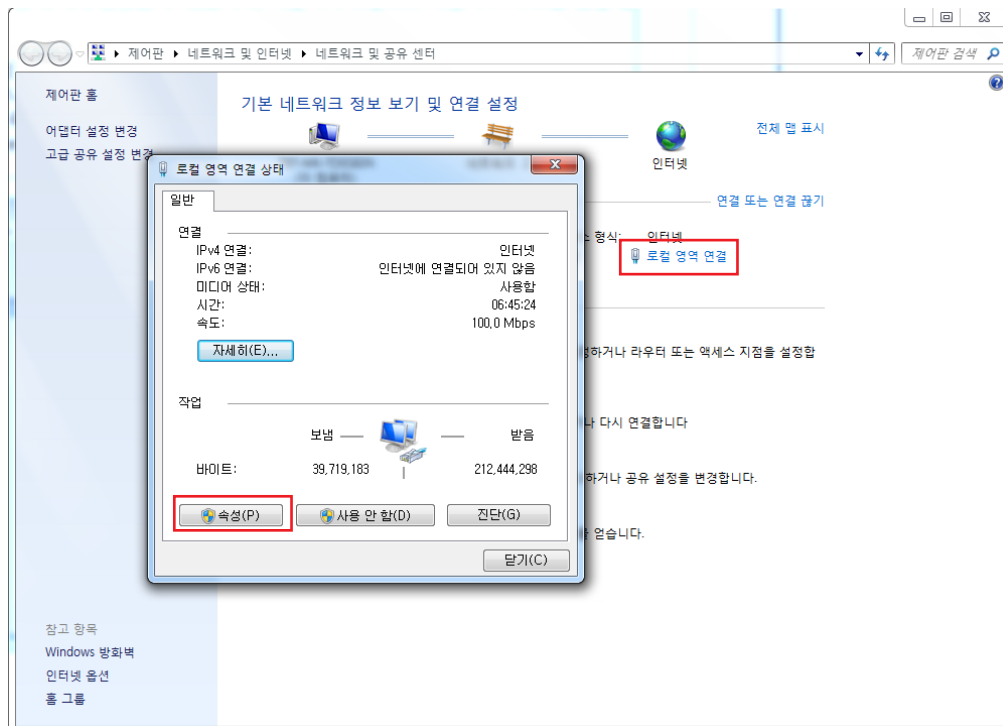 제어판 ▸ 네트워크 및 인터넷 ▸ 네트워크 및 공유 센터
제어판 검색
제어판 홈
어댑터 설정 변경
고급 공유 설정 변경
기본 네트워크 정보 보기 및 연결 설정
전체 맵 표시
인터넷
연결 또는 연결 끊기
형식: 인터넷
로컬 영역 연결
하거나 라우터 또는 액세스 지점을 설정합
다시 연결합니다
하거나 공유 설정을 변경합니다.
얻습니다.
로컬 영역 연결 상태
일반
연결
IPv4 연결: 인터넷
IPv6 연결: 인터넷에 연결되어 있지 않음
미디어 상태: 사용함
시간: 06:45:24
속도: 100,0 Mbps
자세히(E)...
작업
보냄 받음
바이트: 39,719,183 212,444,298
속성(P) 사용 안 함(D) 진단(G)
닫기(C)
참고 항목
Windows 방화벽
인터넷 옵션
홈 그룹